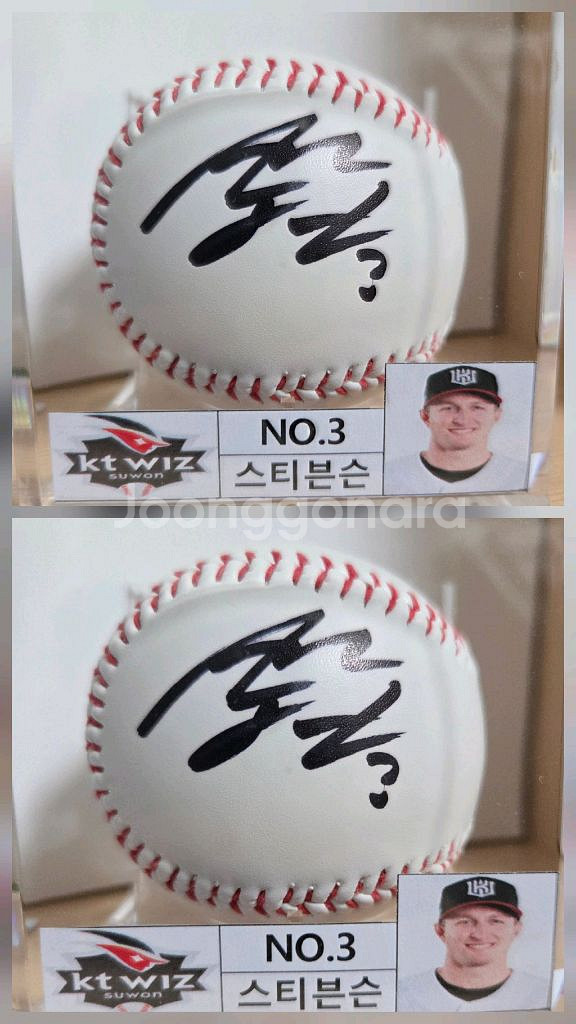 kt wiz
suwon
NO.3
스티븐슨
Joonggonara
kt wiz
suwon
NO.3
스티븐슨